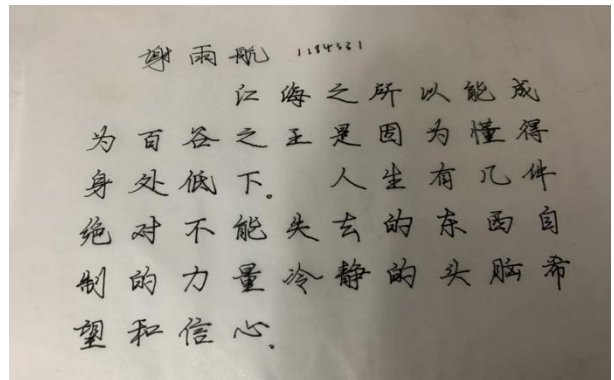 谢雨航 1184331
江海之所以能成
为百谷之王是因为懂得
身处低下。 人生有几件
绝对不能失去的东西自
制的力量冷静的头脑希
望和信心.